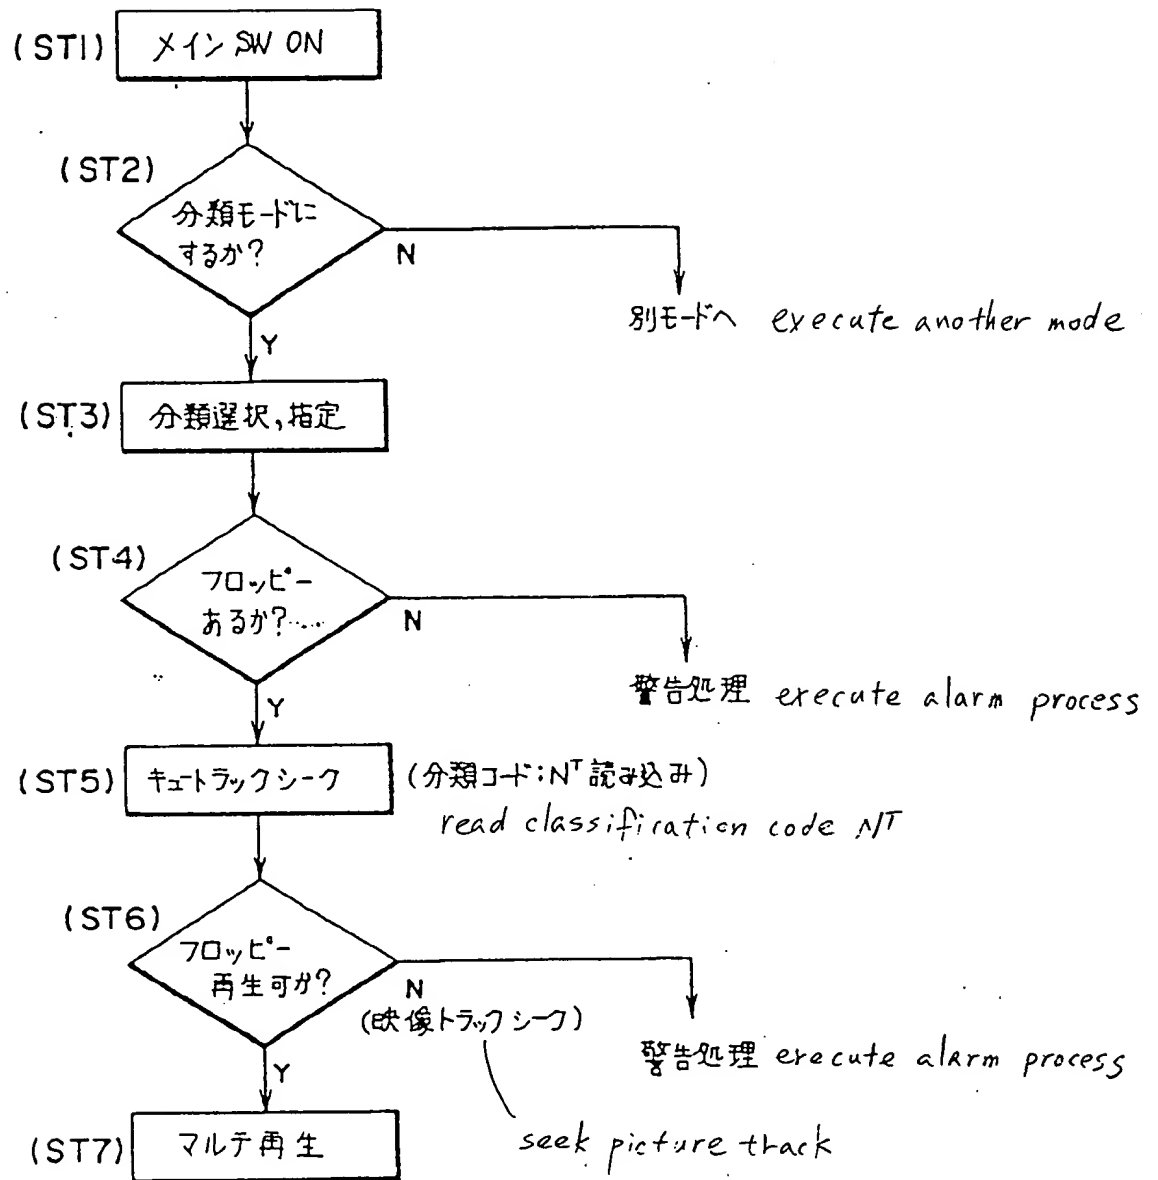 (ST1) メインSW ON
(ST2)
分類モードに
するか?
N
別モードへ execute another mode
Y
(ST3) 分類選択,指定
(ST4)
フロッピー
あるか?
N
警告処理 execute alarm process
Y
(ST5) キュートラックシーク (分類コード:NT 読み込み)
read classification code NT
(ST6)
フロッピー
再生可か?
N
(映像トラックシーク)
警告処理 execute alarm process
Y
seek picture track
(ST7) マルチ再生